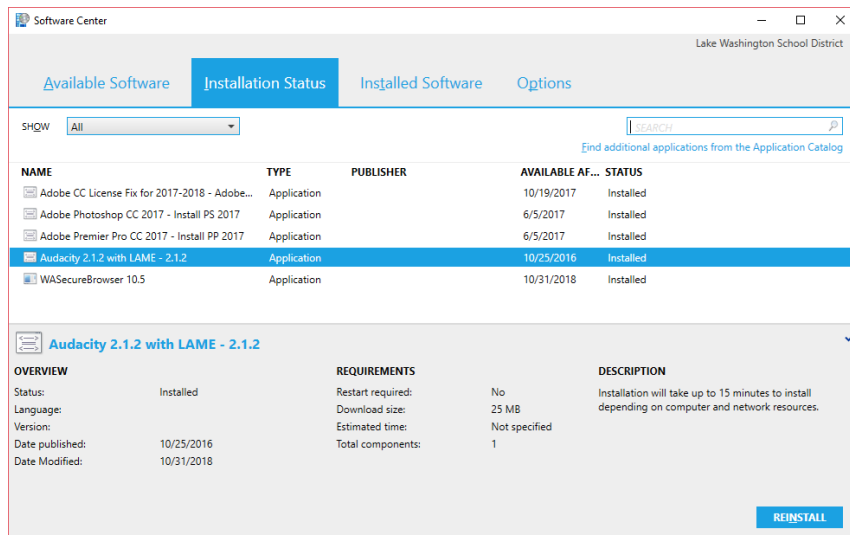 Software Center
Lake Washington School District
Available Software Installation Status Installed Software Options
SHOW All SEARCH
Find additional applications from the Application Catalog
NAME TYPE PUBLISHER AVAILABLE AF... STATUS
Adobe CC License Fix for 2017-2018 - Adobe... Application 10/19/2017 Installed
Adobe Photoshop CC 2017 - Install PS 2017 Application 6/5/2017 Installed
Adobe Premier Pro CC 2017 - Install PP 2017 Application 6/5/2017 Installed
Audacity 2.1.2 with LAME - 2.1.2 Application 10/25/2016 Installed
WASecureBrowser 10.5 Application 10/31/2018 Installed
Audacity 2.1.2 with LAME - 2.1.2
OVERVIEW REQUIREMENTS DESCRIPTION
Status: Installed Restart required: No Installation will take up to 15 minutes to install
Language: Download size: 25 MB depending on computer and network resources.
Version: Estimated time: Not specified
Date published: 10/25/2016 Total components: 1
Date Modified: 10/31/2018
REINSTALL